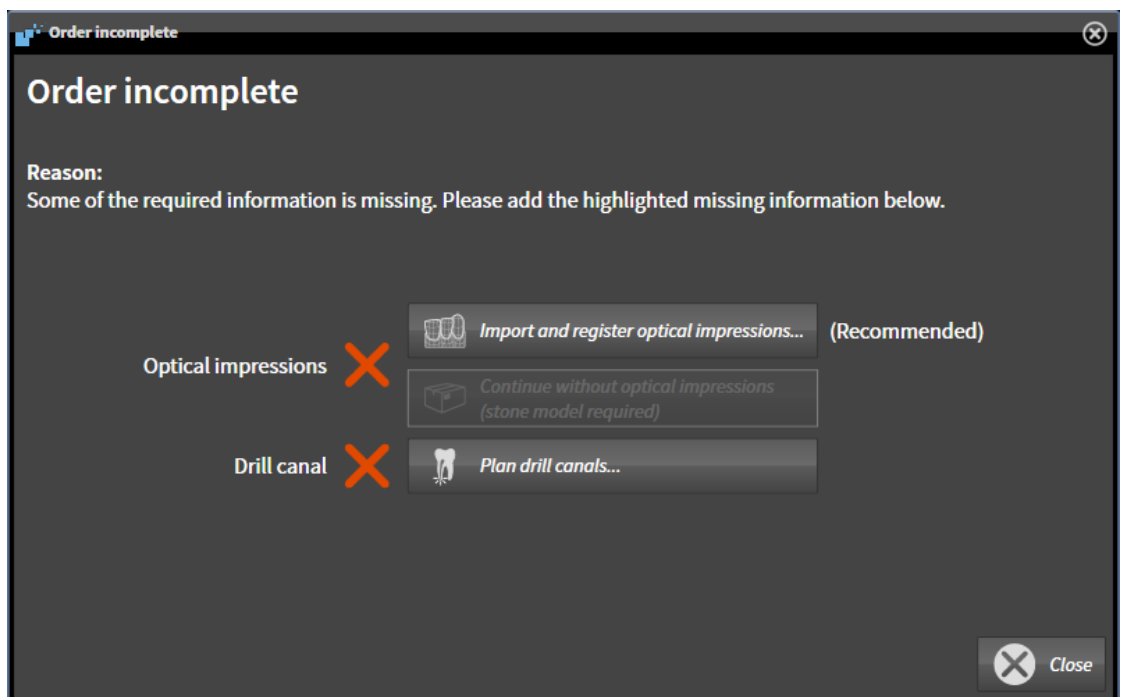 Order incomplete
Order incomplete
Reason:
Some of the required information is missing. Please add the highlighted missing information below.
Optical impressions
Import and register optical impressions...
(Recommended)
Continue without optical impressions
(stone model required)
Drill canal
Plan drill canals...
Close